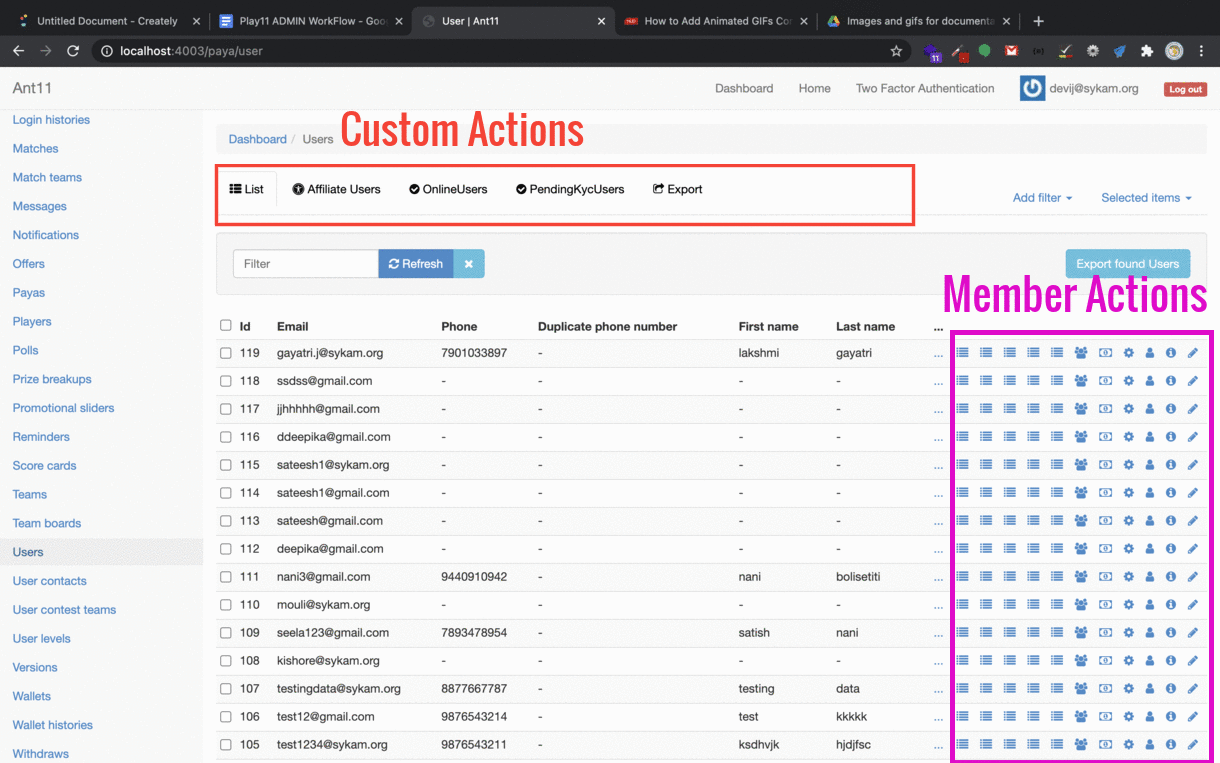 Untitled Document - Creately
Play11 ADMIN WorkFlow - Goo
User | Ant11
How to Add Animated GIFs Co
Images and gifs for documenta
localhost:4003/paya/user
11
Ant11
Dashboard Home Two Factor Authentication devij@sykam.org Log out
Login histories
Matches
Match teams
Messages
Notifications
Offers
Payas
Players
Polls
Prize breakups
Promotional sliders
Reminders
Score cards
Teams
Team boards
Users
User contacts
User contest teams
User levels
Versions
Wallets
Wallet histories
Withdraws
Dashboard / Users
Custom Actions
List Affiliate Users OnlineUsers PendingKycUsers Export
Add filter Selected items
Filter Refresh
Export found Users
Member Actions
Id Email Phone Duplicate phone number First name Last name ...
119 gayatri.j@sykam.org 7901033897 - lakshmi gayatri ...
118 ssdss@gmail.com - - - - ...
117 jjhhhhh@gmail.com - - - - ...
116 ddeepika@gmail.com - - - - ...
115 sateesh1@sykam.org - - - - ...
114 sateesh1@gmail.com - - - - ...
113 sateesh@gmail.com - - - - ...
112 deepika@gmail.com - - - - ...
111 nani3@gmail.com 9440910942 - nani bolisetiti ...
110 mouli@sykam.org - - - - ...
109 seela123@gmail.com 7893478954 - satish nani ...
108 kishore@sykam.org - - - - ...
107 testingdata@sykam.org 8877667787 - testing data ...
106 test12@gmail.com 9876543214 - test kkkkk ...
105 test1234@sykam.org 9876543211 - ksdhvjk hjdjfsc ...